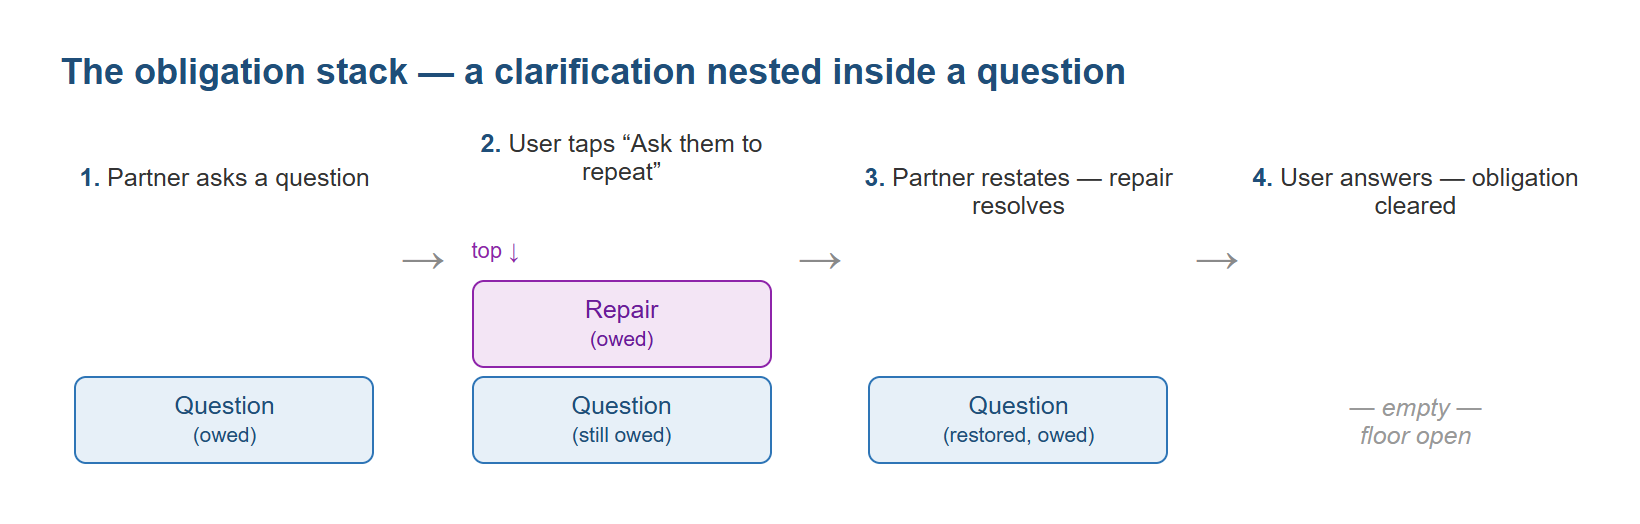 The obligation stack — a clarification nested inside a question
1. Partner asks a question
2. User taps “Ask them to
repeat”
3. Partner restates — repair
resolves
4. User answers — obligation
cleared
→
top ↓
→
→
Repair
(owed)
Question
(owed)
Question
(still owed)
Question
(restored, owed)
— empty —
floor open